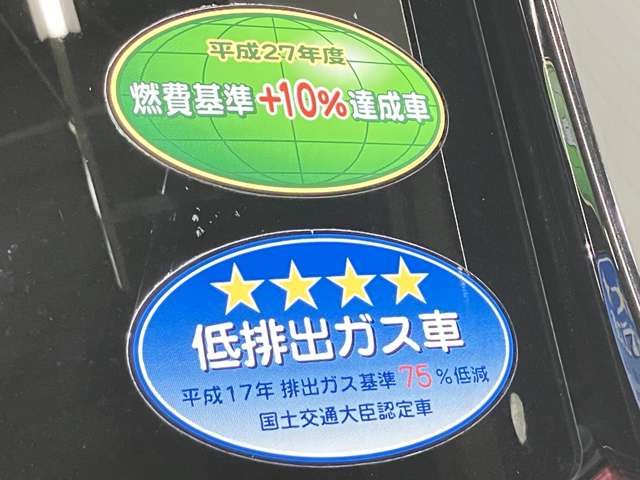 平成27年度
燃費基準+10%達成車
★★★★
低排出ガス車
平成17年 排出ガス基準75%低減
国土交通大臣認定車